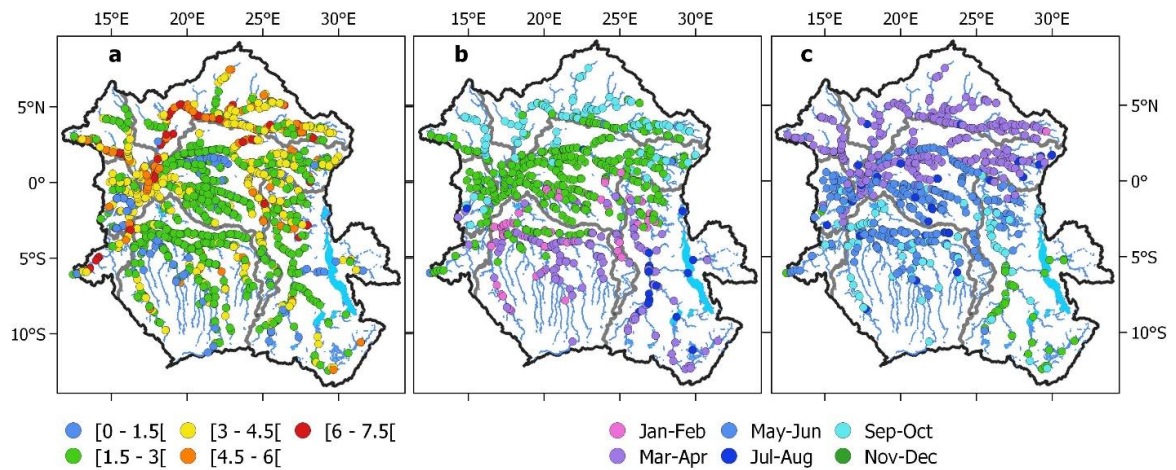 15°E 20°E 25°E 30°E 15°E 20°E 25°E 30°E 15°E 20°E 25°E 30°E
a b c
5°N 5°N
0° 0°
5°S 5°S
10°S 10°S
[0 - 1.5[ [3 - 4.5[ [6 - 7.5[ Jan-Feb May-Jun Sep-Oct
[1.5 - 3[ [4.5 - 6[ Mar-Apr Jul-Aug Nov-Dec